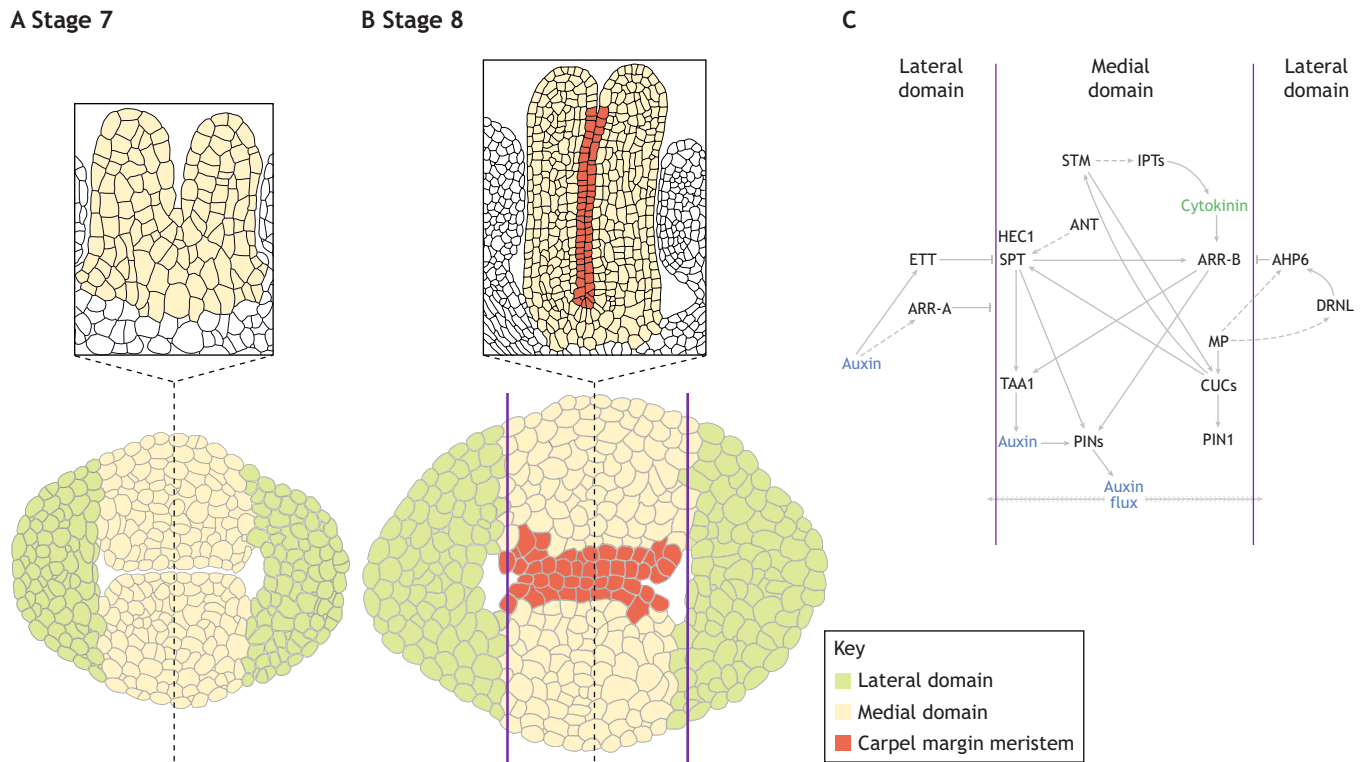 A Stage 7
B Stage 8
C
Lateral
domain
Medial
domain
Lateral
domain
STM
IPTs
Cytokinin
ANT
HEC1
SPT
ETT
ARR-B
AHP6
ARR-A
DRNL
MP
Auxin
TAA1
CUCs
Auxin
PINs
PIN1
Auxin
flux
Key
Lateral domain
Medial domain
Carpel margin meristem